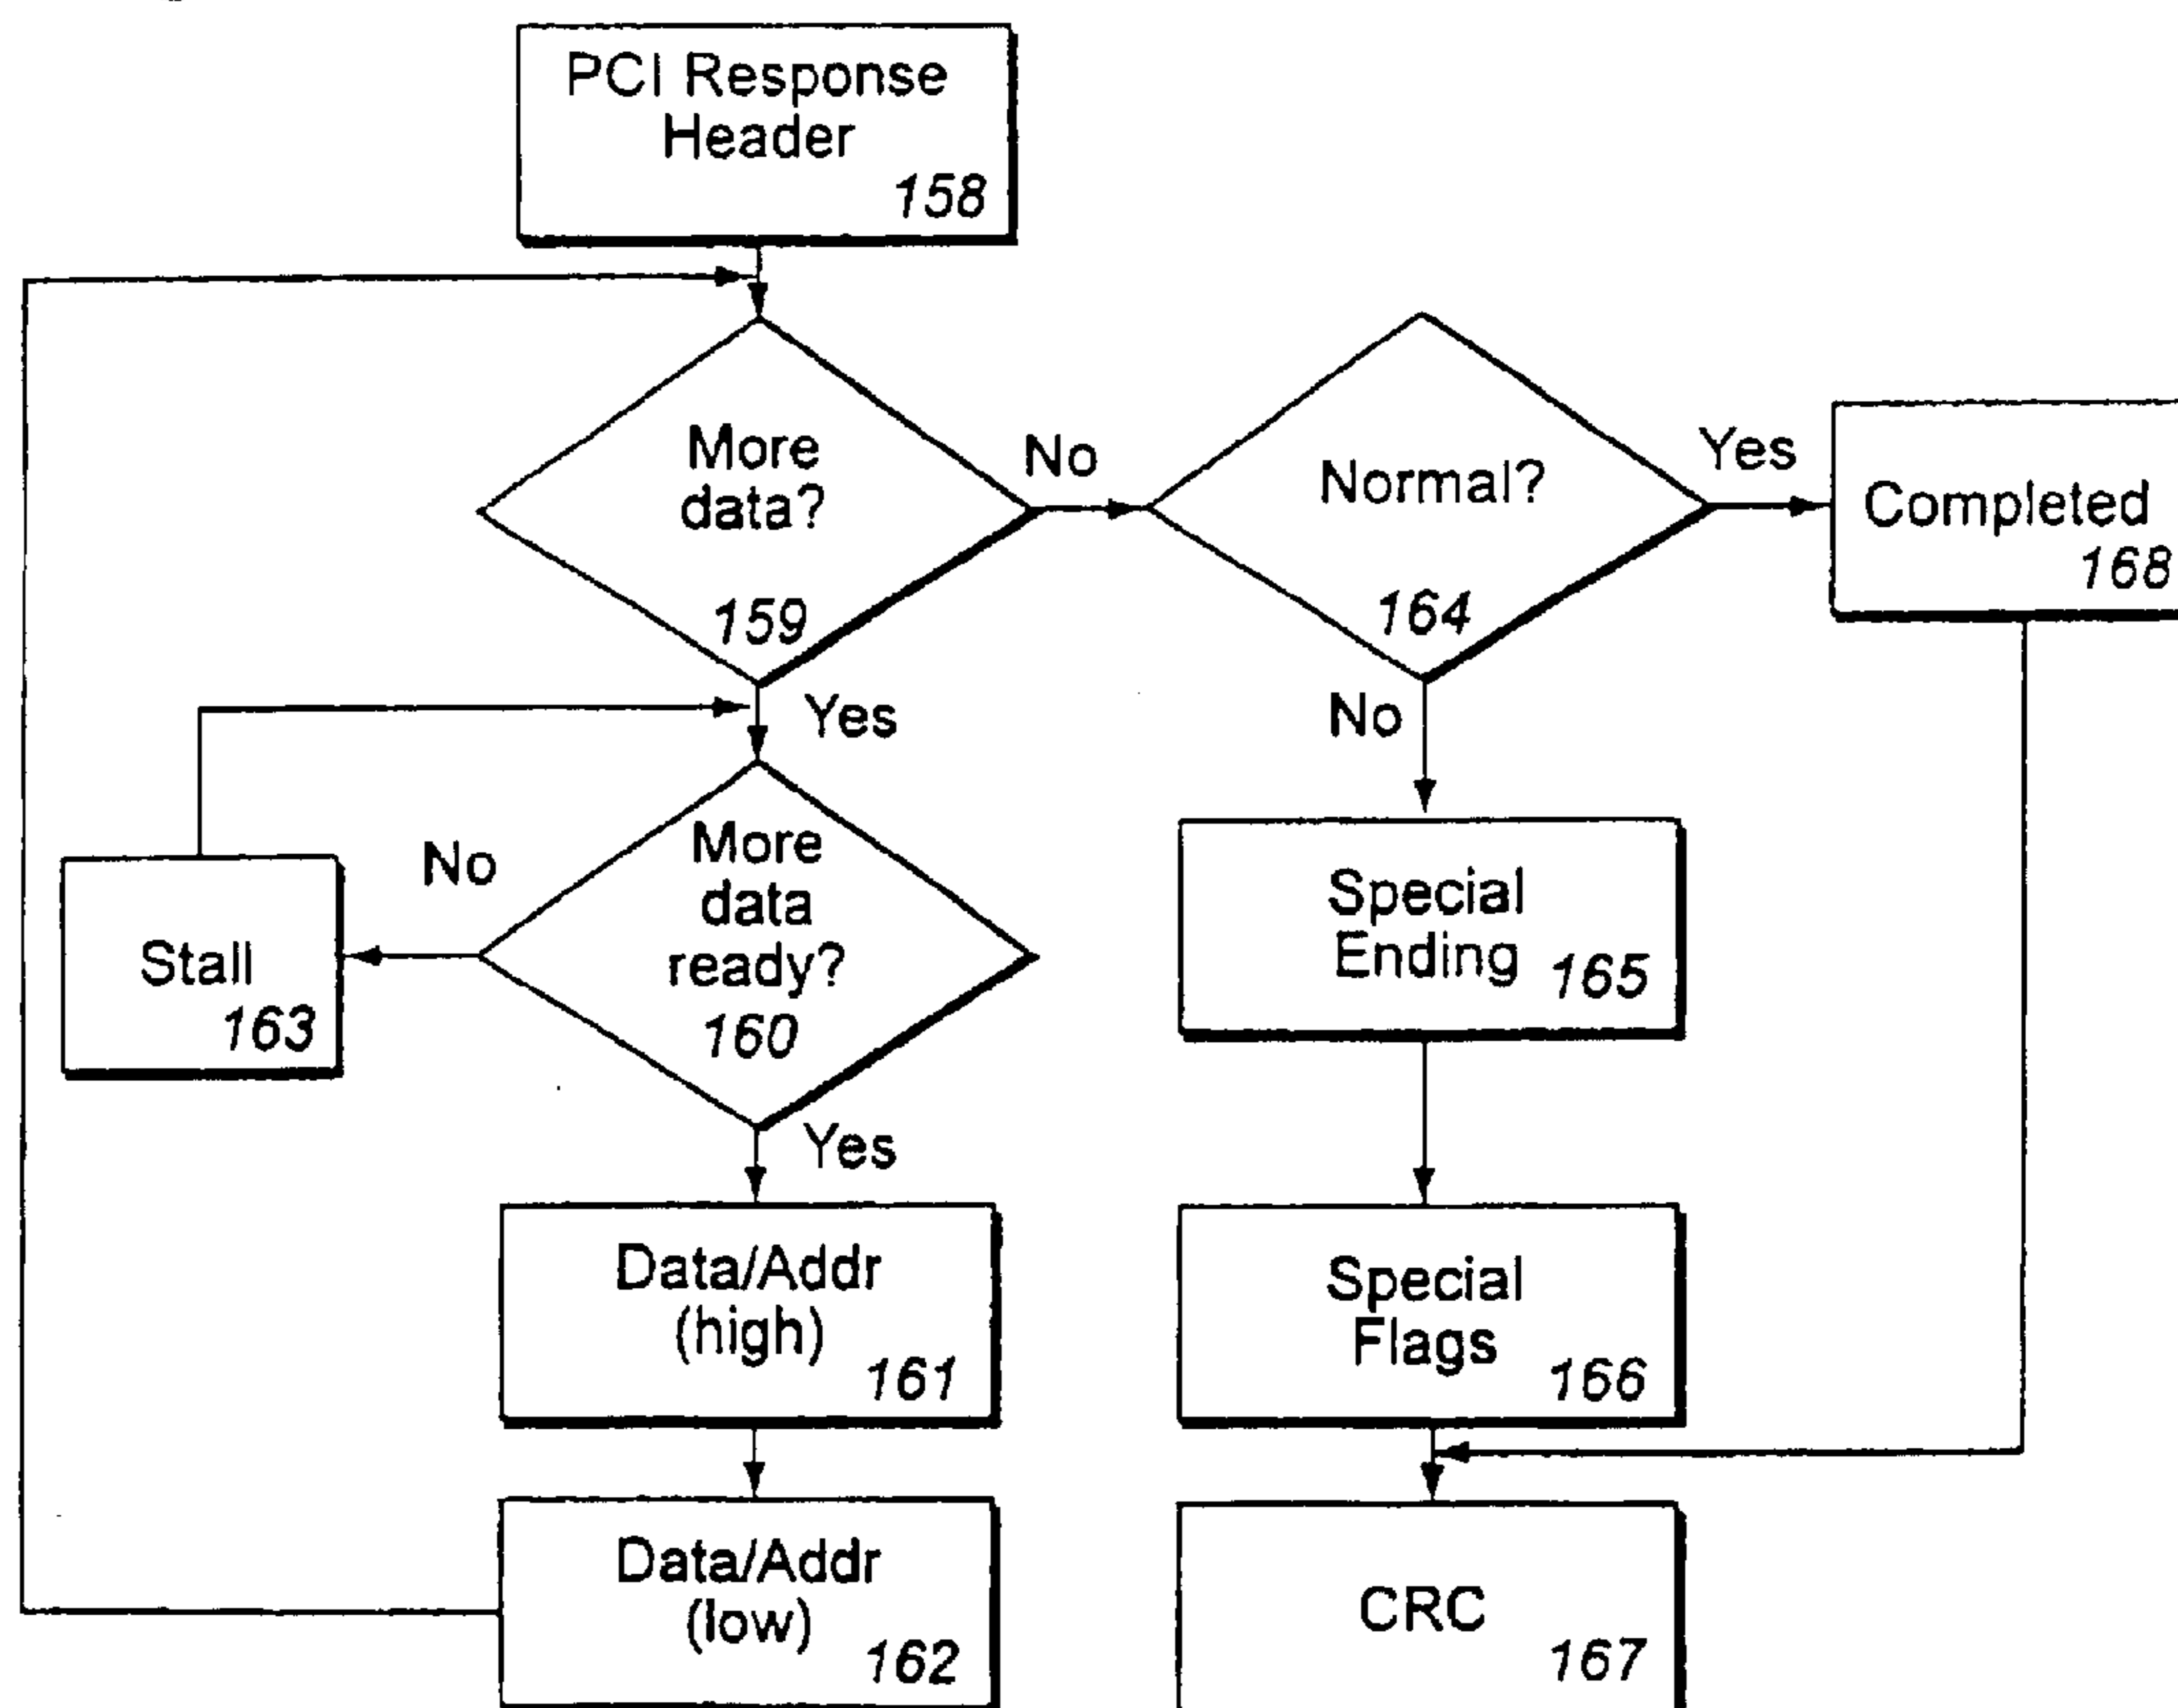 PCI Response
Header
158
More
data?
159
No
Normal?
164
Yes
Completed
168
Yes
No
More
data
ready?
160
No
Stall
163
Special
Ending 165
Yes
Data/Addr
(high)
161
Special
Flags
166
Data/Addr
(low)
162
CRC
167